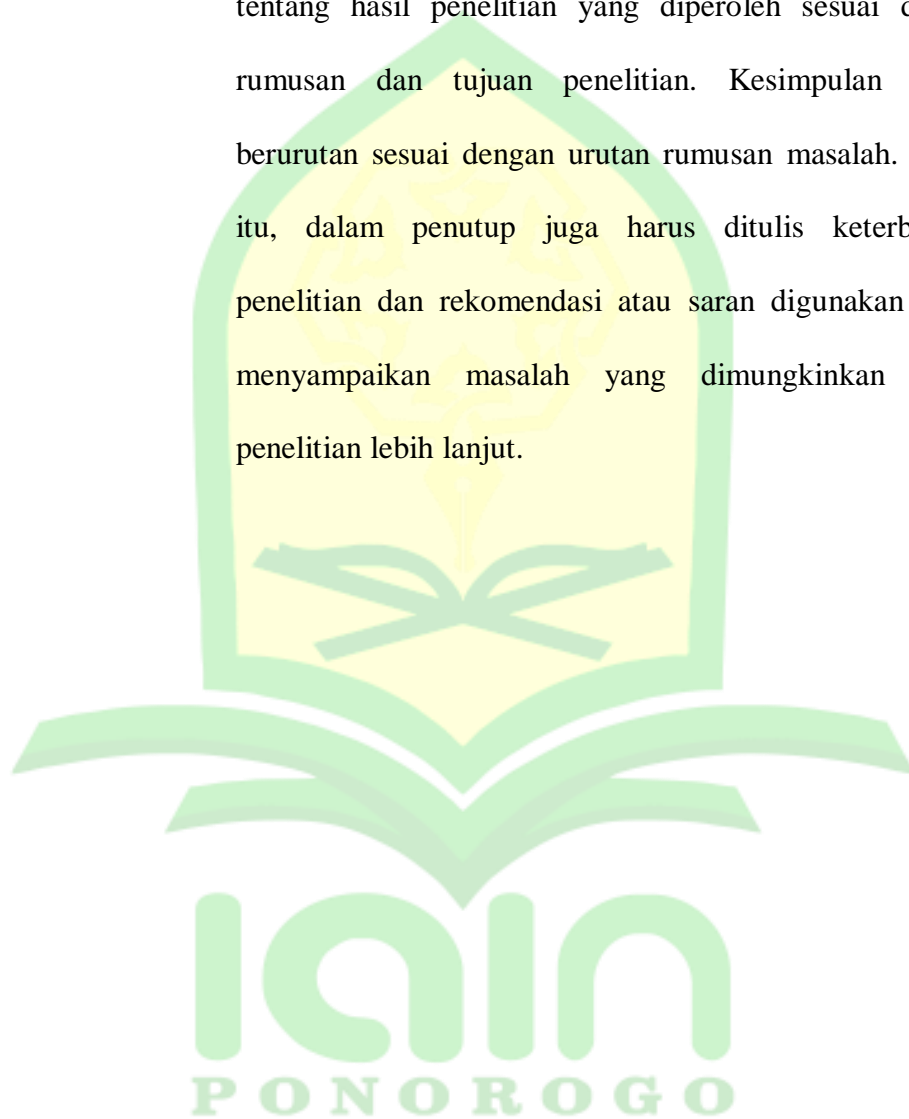 tentang hasil penelitian yang diperoleh sesuai
rumusan dan tujuan penelitian. Kesimpulan
berurutan sesuai dengan urutan rumusan masalah.
itu, dalam penutup juga harus ditulis
penelitian dan rekomendasi atau saran digunakan
menyampaikan masalah yang dimungkinkan
penelitian lebih lanjut.
iain
PONOROGO